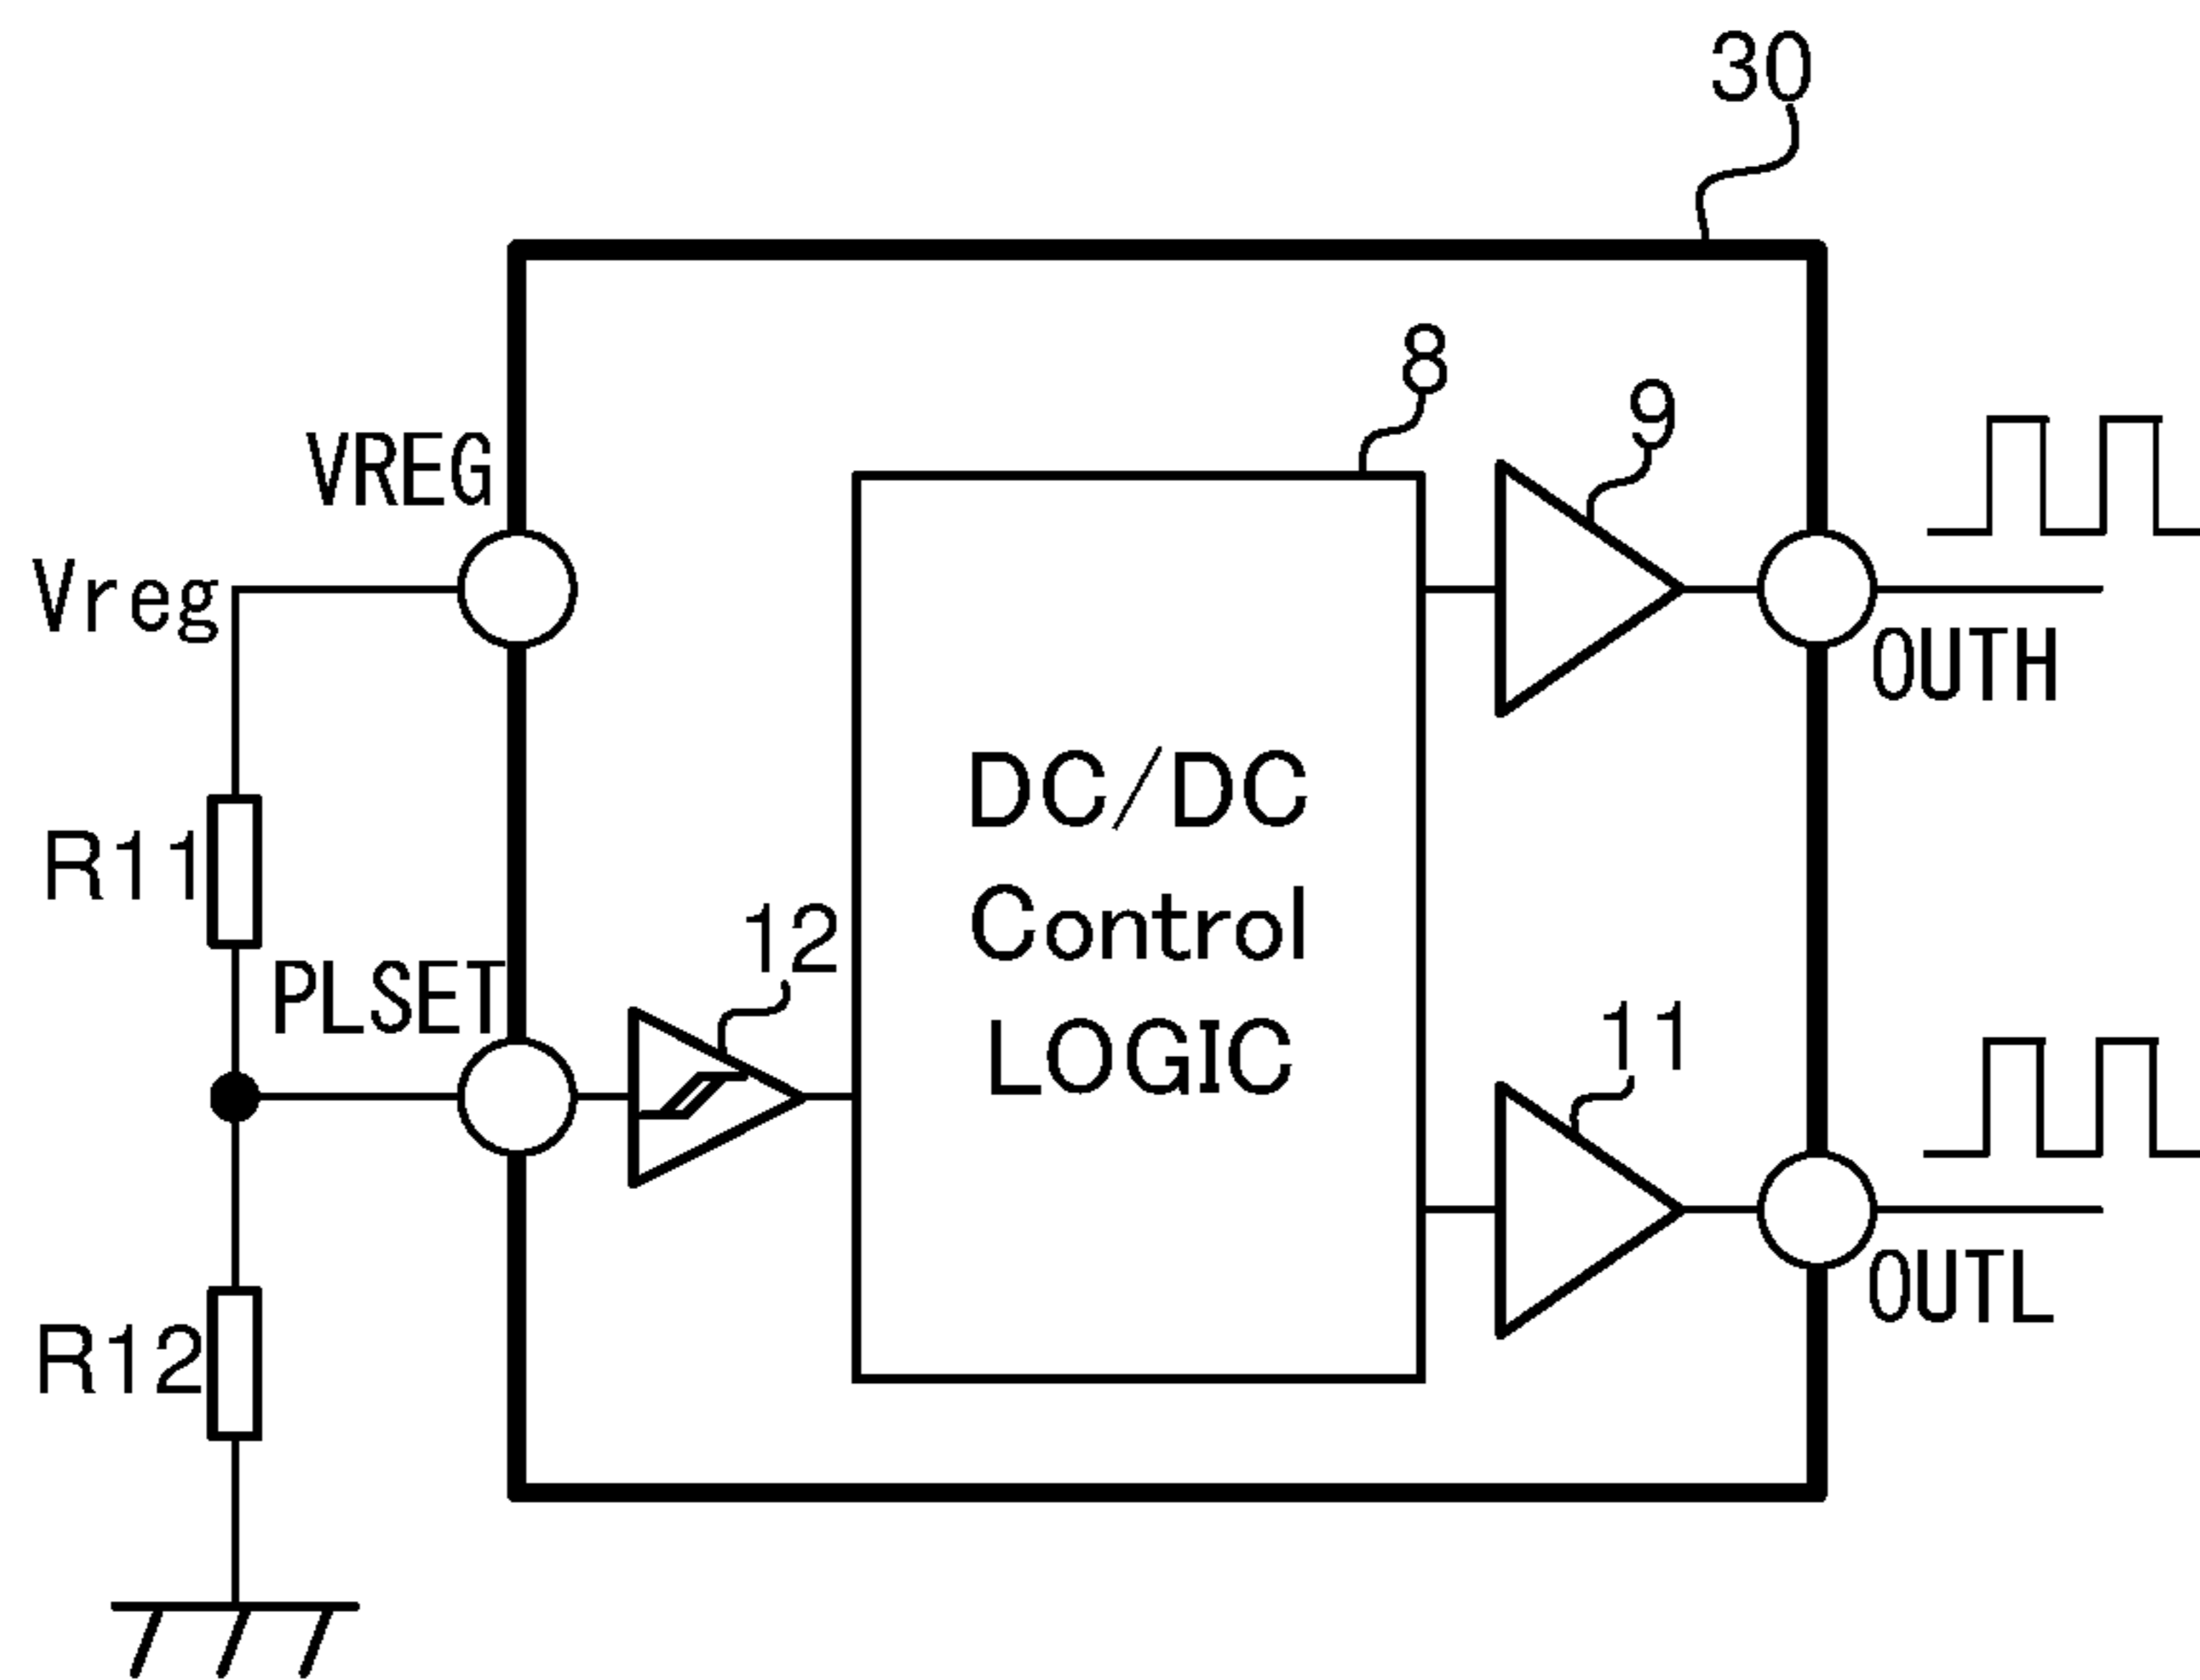 30
8
9
VREG
Vreg
OUTH
DC/DC
Control
LOGIC
R11
12
PLSET
11
OUTL
R12